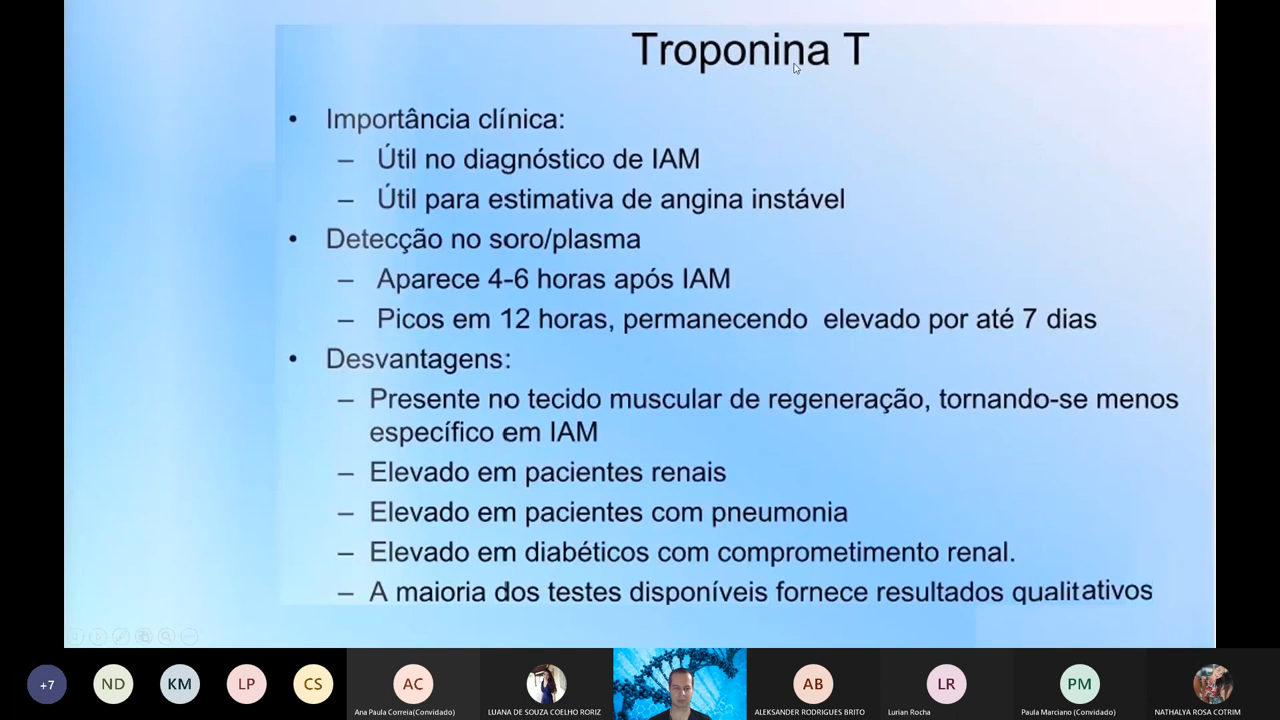 Troponina T
• Importância clínica:
– Útil no diagnóstico de IAM
– Útil para estimativa de angina instável
• Detecção no soro/plasma
– Aparece 4-6 horas após IAM
– Picos em 12 horas, permanecendo elevado por até 7 dias
• Desvantagens:
– Presente no tecido muscular de regeneração, tornando-se menos
específico em IAM
– Elevado em pacientes renais
– Elevado em pacientes com pneumonia
– Elevado em diabéticos com comprometimento renal.
– A maioria dos testes disponíveis fornece resultados qualitativos
+7
ND
KM
LP
CS
AC
AB
LR
PM
Ana Paula Correia(Convidado)
LUANA DE SOUZA COELHO RORIZ
ALEKSANDER RODRIGUES BRITO
Lurian Rocha
Paula Marciano (Convidado)
NATHALYA ROSA COTRIM